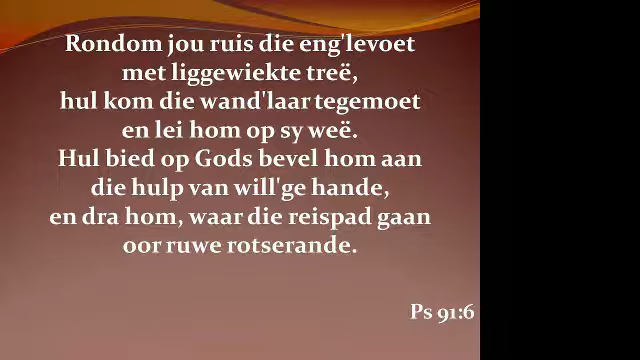 Rondom jou ruis die eng'levoet
met liggewiekte treë,
hul kom die wand'laar tegemoet
en lei hom op sy weë.
Hul bied op Gods bevel hom aan
die hulp van will'ge hande,
en dra hom, waar die reispad gaan
oor ruwe rotserande.
Ps 91:6